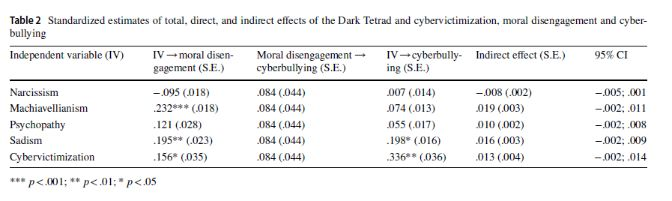 Table 2 Standardized estimates of total, direct, and indirect effects of the Dark Tetrad and cybervictimization, moral disengagement and cyber-
bullying
Independent variable (IV) IV→moral disen- Moral disengagement→ IV→cyberbully- Indirect effect (S.E.) 95% CI
gagement (S.E.) cyberbullying (S.E.) ing (S.E.)
Narcissism −.095 (.018) .084 (.044) .007 (.014) −.008 (.002) −.005; .001
Machiavellianism .232*** (.018) .084 (.044) .074 (.013) .019 (.003) −.002; .011
Psychopathy .121 (.028) .084 (.044) .055 (.017) .010 (.002) −.002; .008
Sadism .195** (.023) .084 (.044) .198* (.016) .016 (.003) −.002; .009
Cybervictimization .156* (.035) .084 (.044) .336** (.036) .013 (.004) −.002; .014
*** p<.001; ** p<.01; * p<.05